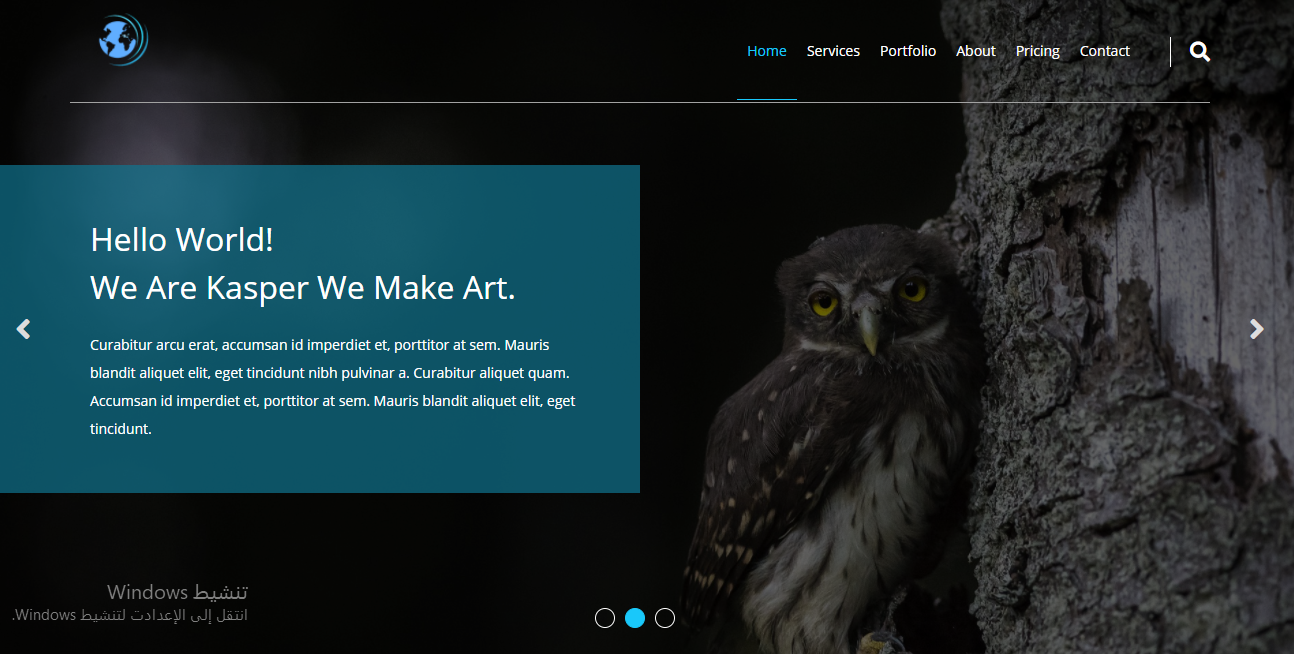 Home Services Portfolio About Pricing Contact
Hello World!
We Are Kasper We Make Art.
Curabitur arcu erat, accumsan id imperdiet et, porttitor at sem. Mauris
blandit aliquet elit, eget tincidunt nibh pulvinar a. Curabitur aliquet quam.
Accumsan id imperdiet et, porttitor at sem. Mauris blandit aliquet elit, eget
tincidunt.
تنشيط Windows
انتقل إلى الإعدادت لتنشيط Windows.